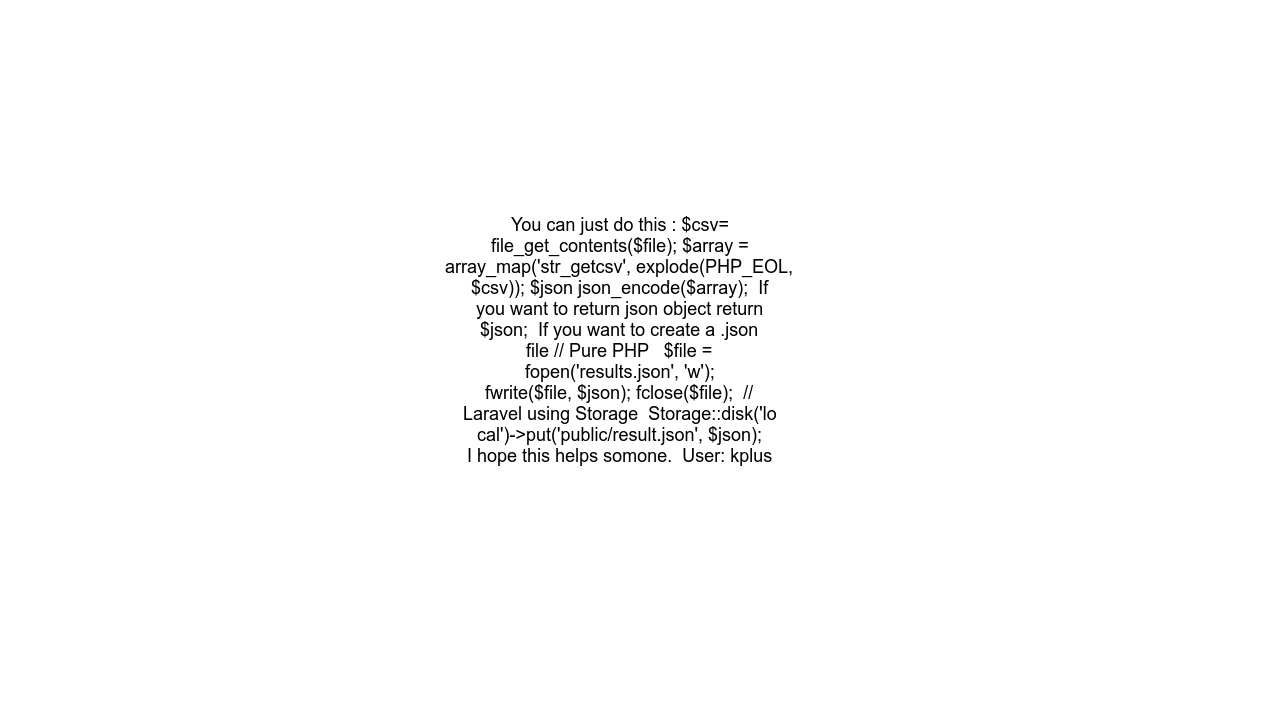 You can just do this : $csv=
file_get_contents($file); $array =
array_map('str_getcsv', explode(PHP_EOL,
$csv)); $json json_encode($array);  If
you want to return json object return
$json;  If you want to create a .json
file // Pure PHP   $file =
fopen('results.json', 'w');
fwrite($file, $json); fclose($file);  //
Laravel using Storage  Storage::disk('lo
cal')->put('public/result.json', $json);
I hope this helps somone.  User: kplus